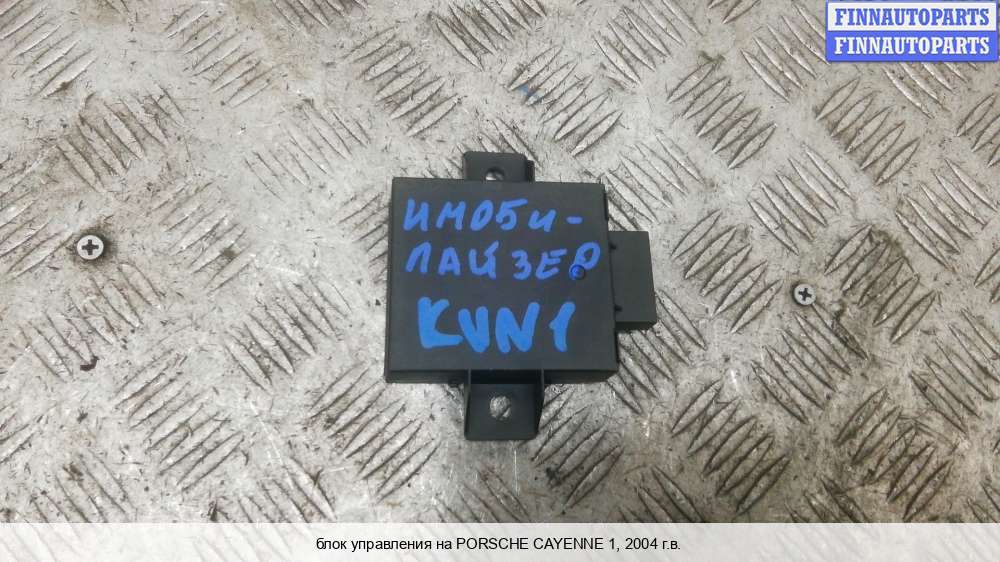 FINNAUTOPARTS
FINNAUTOPARTS
ИМОБИ-
ЛАЙЗЕР
KVN1
блок управления на PORSCHE CAYENNE 1, 2004 г.в.